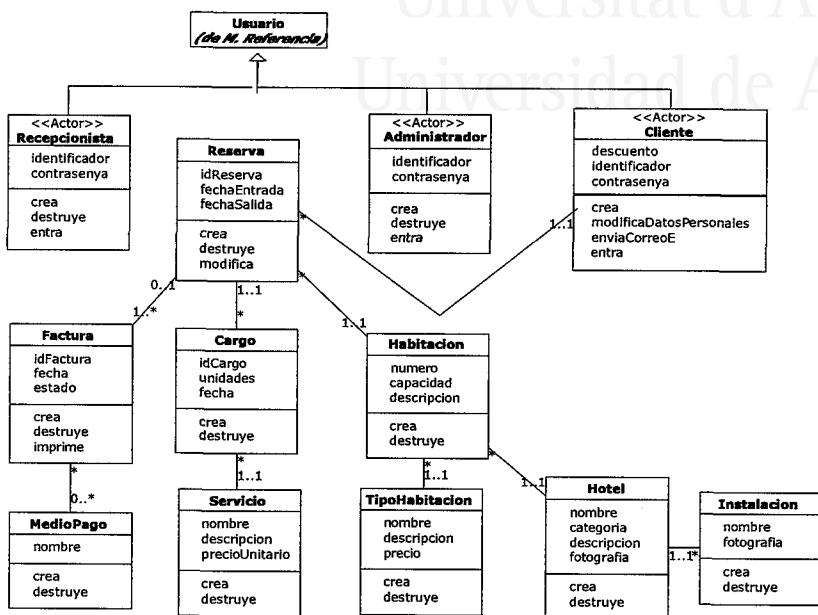 Universitat d'A
Universidad de A
Usuario
(de M. Referencia)
<<Actor>>
Recepcionista
identificador
contrasenya
crea
destruye
entra
Reserva
idReserva
fechaEntrada
fechaSalida
crea
destruye
modifica
<<Actor>>
Administrador
identificador
contrasenya
crea
destruye
entra
<<Actor>>
Cliente
descuento
identificador
contrasenya
crea
modificaDatosPersonales
enviaCorreoE
entra
*
1..1
0..1
1..*
1..1
*
*
1..1
Factura
idFactura
fecha
estado
crea
destruye
imprime
Cargo
idCargo
unidades
fecha
crea
destruye
Habitacion
numero
capacidad
descripcion
crea
destruye
*
0..*
*
1..1
*
1..1
*
1..1
MedioPago
nombre
crea
destruye
Servicio
nombre
descripcion
precioUnitario
crea
destruye
TipoHabitacion
nombre
descripcion
precio
crea
destruye
Hotel
nombre
categoria
descripcion
fotografia
crea
destruye
1..1
*
Instalacion
nombre
fotografia
crea
destruye